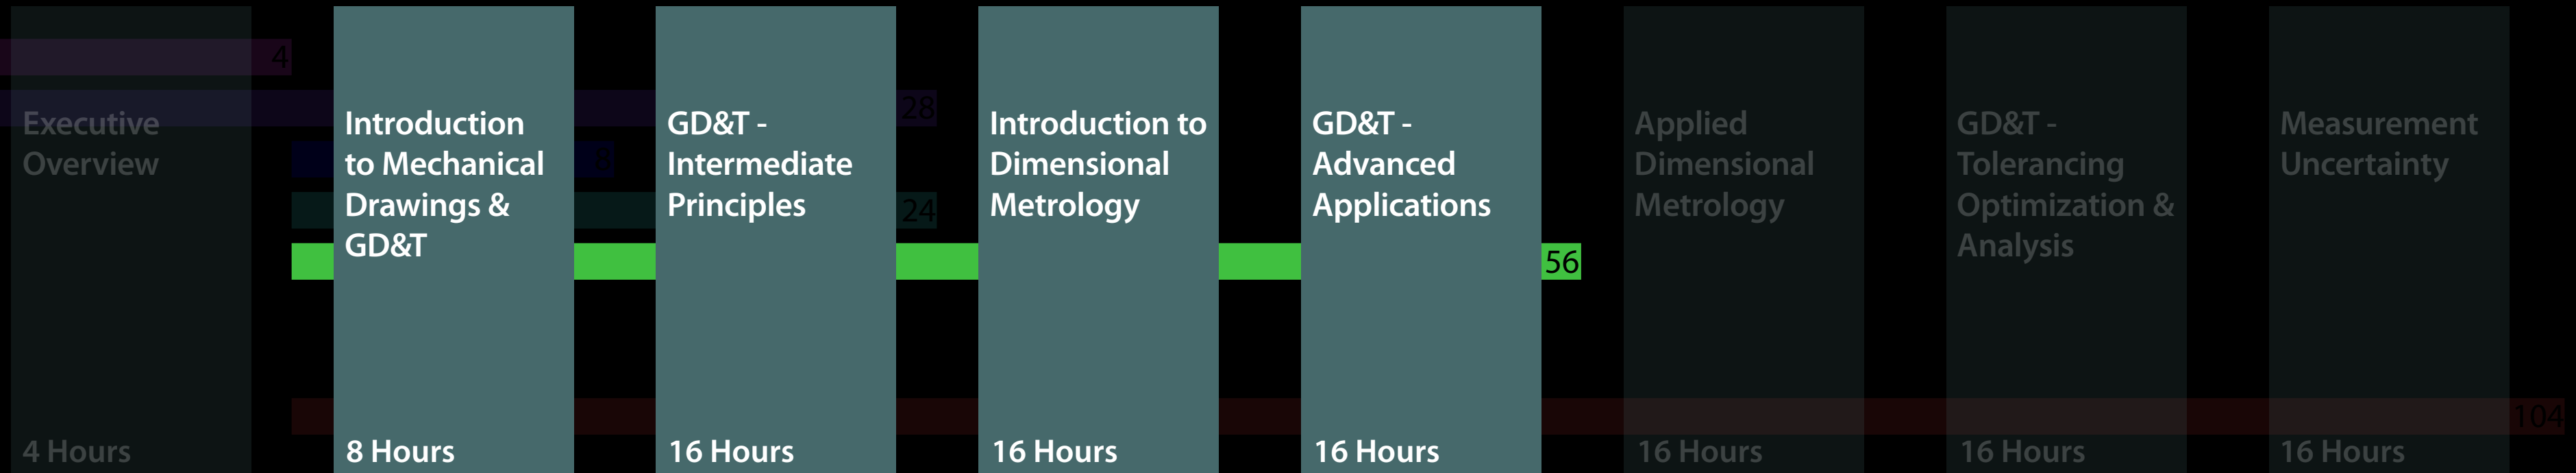 4
Executive
Overview
4 Hours
Introduction
to Mechanical
Drawings &
GD&T
8 Hours
8
28
24
GD&T -
Intermediate
Principles
16 Hours
Introduction to
Dimensional
Metrology
16 Hours
GD&T -
Advanced
Applications
16 Hours
56
Applied
Dimensional
Metrology
16 Hours
GD&T -
Tolerancing
Optimization &
Analysis
16 Hours
Measurement
Uncertainty
16 Hours
104